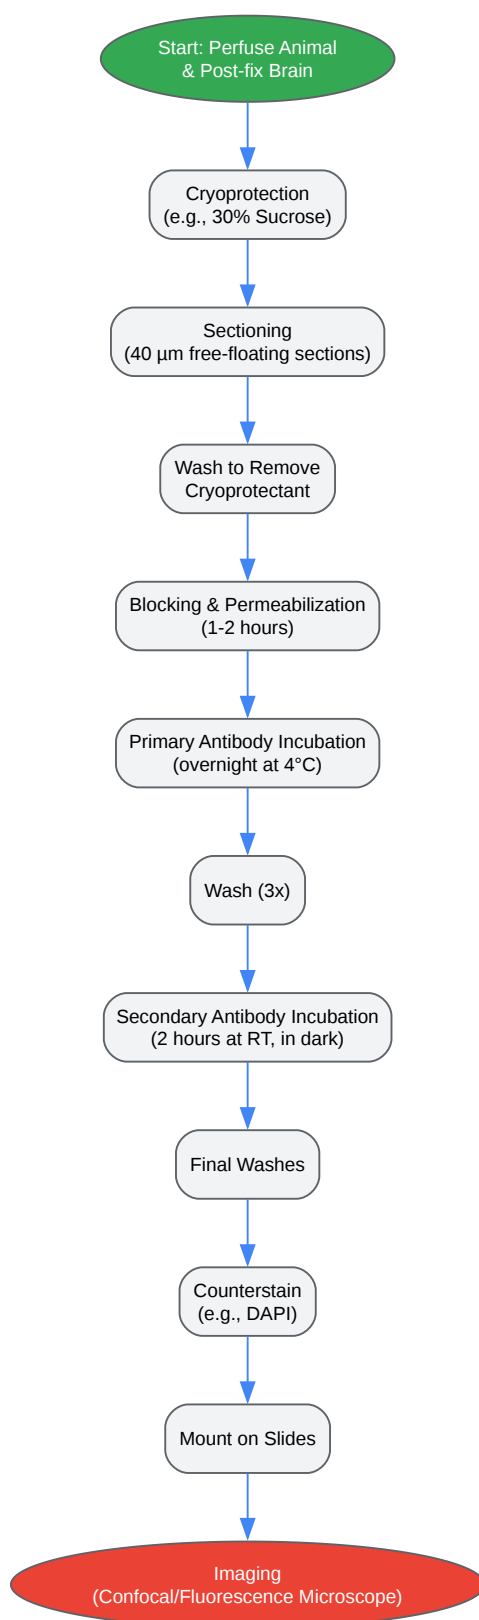 Start: Perfuse Animal
& Post-fix Brain
Cryoprotection
(e.g., 30% Sucrose)
Sectioning
(40 µm free-floating sections)
Wash to Remove
Cryoprotectant
Blocking & Permeabilization
(1-2 hours)
Primary Antibody Incubation
(overnight at 4°C)
Wash (3x)
Secondary Antibody Incubation
(2 hours at RT, in dark)
Final Washes
Counterstain
(e.g., DAPI)
Mount on Slides
Imaging
(Confocal/Fluorescence Microscope)